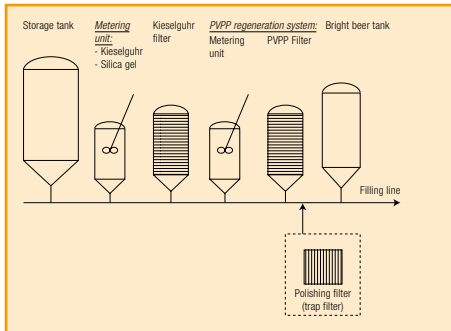 Storage tank
Metering
unit:
- Kieselguhr
- Silica gel
Kieselguhr
filter
PVPP regeneration system:
Metering
unit
PVPP Filter
Bright beer tank
Filling line
Polishing filter
(trap filter)